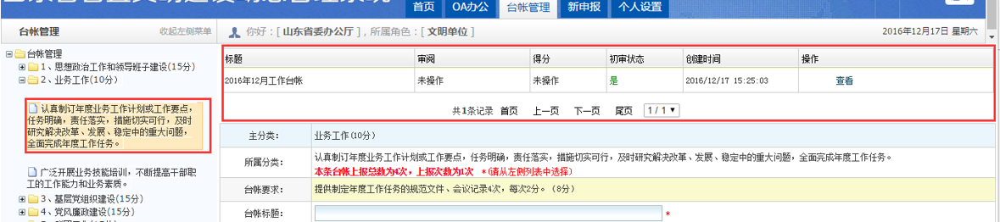 首页 OA办公 台帐管理 新申报 个人设置
台帐管理 收起左侧菜单 你好：[ 山东省委办公厅 ] , 所属角色：[ 文明单位 ] 2016年12月17日 星期六
台帐管理
1、思想政治工作和领导班子建设(15分)
2、业务工作(10分)
认真制订年度业务工作计划或工作要点，
任务明确，责任落实，措施切实可行，及时
研究解决改革、发展、稳定中的重大问题，
全面完成年度工作任务。
广泛开展业务技能培训，不断提高干部职
工的工作能力和业务素质。
3、基层党组织建设(15分)
4、党风廉政建设(15分)
标题 审阅 得分 初审状态 创建时间 操作
2016年12月工作台帐 未操作 未操作 是 2016/12/17 15:25:03 查看
共1条记录 首页 上一页 下一页 尾页 1 / 1
主分类： 业务工作(10分)
所属分类： 认真制订年度业务工作计划或工作要点，任务明确，责任落实，措施切实可行，及时研究解决改革、发展、稳定中的重大问题，全面完成年度工作任务。
本条台帐上报总数为4次，上报次数为1次 *(请从左侧列表中选择)
台帐要求： 提供制定年度工作任务的规范文件、会议记录4次，每次2分。（8分）
台帐标题： *